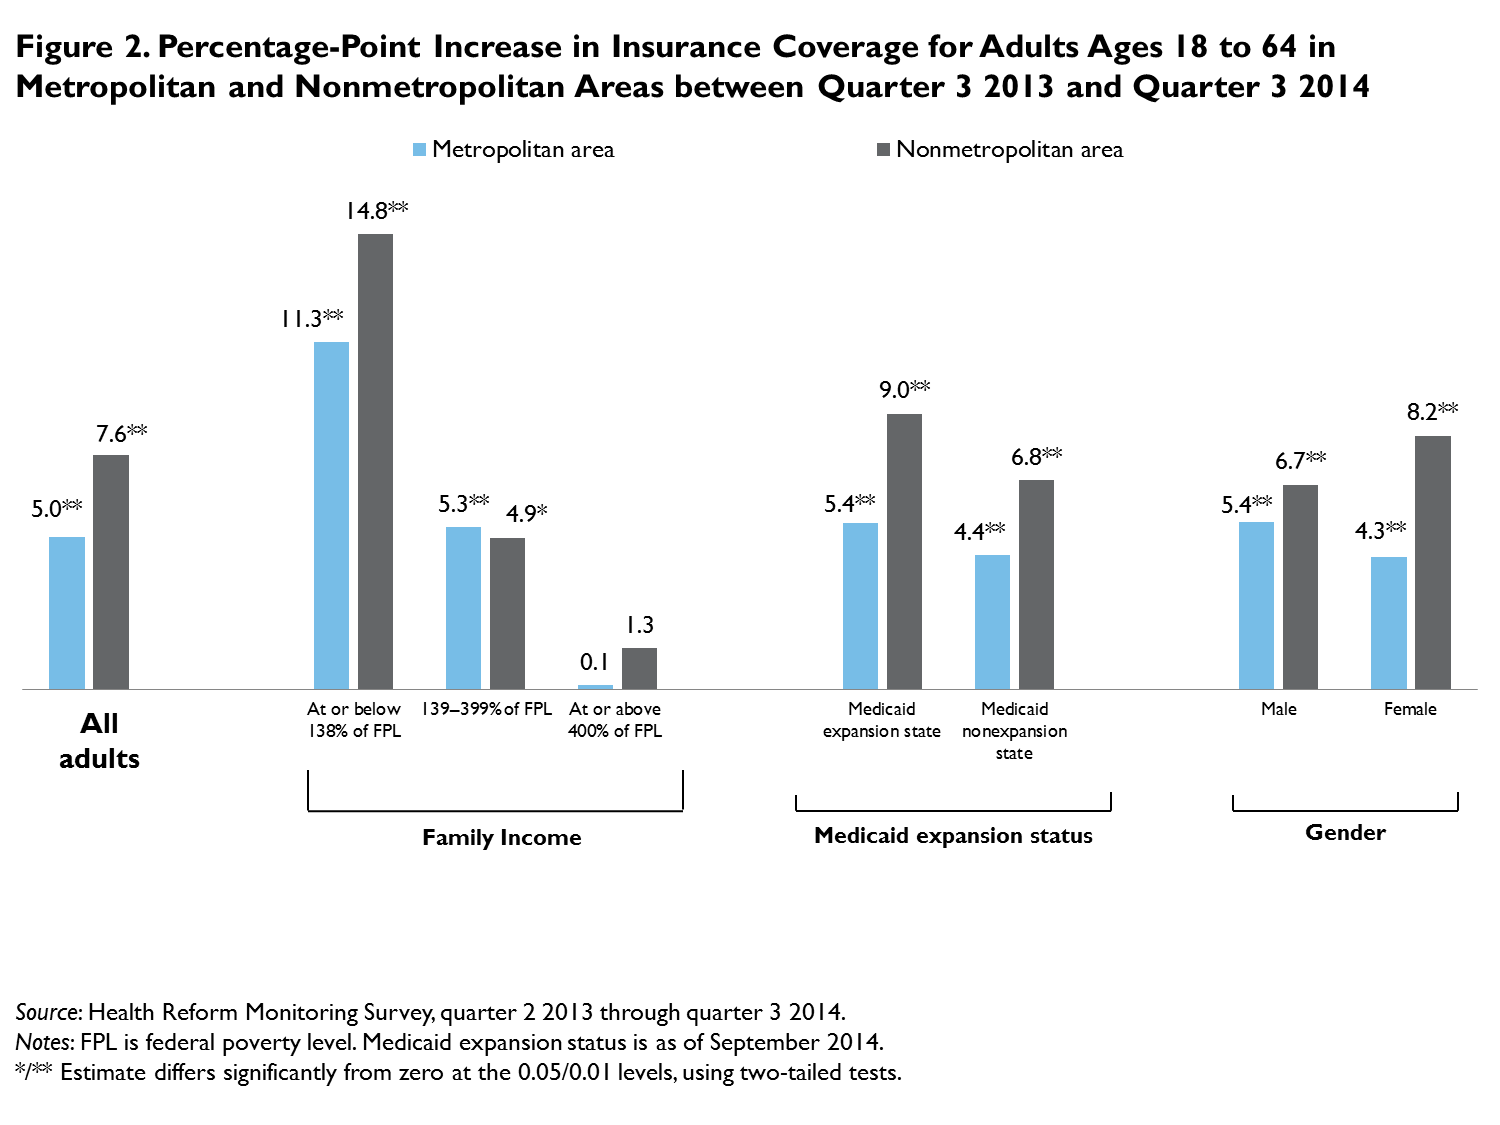 Figure 2. Percentage-Point Increase in Insurance Coverage for Adults Ages 18 to 64 in
Metropolitan and Nonmetropolitan Areas between Quarter 3 2013 and Quarter 3 2014
Metropolitan area
Nonmetropolitan area
5.0**
7.6**
11.3**
14.8**
5.3**
4.9*
0.1
1.3
5.4**
9.0**
4.4**
6.8**
5.4**
6.7**
4.3**
8.2**
All
adults
At or below
138% of FPL
139–399% of FPL
At or above
400% of FPL
Medicaid
expansion state
Medicaid
nonexpansion
state
Male
Female
Family Income
Medicaid expansion status
Gender
Source: Health Reform Monitoring Survey, quarter 2 2013 through quarter 3 2014.
Notes: FPL is federal poverty level. Medicaid expansion status is as of September 2014.
*/** Estimate differs significantly from zero at the 0.05/0.01 levels, using two-tailed tests.